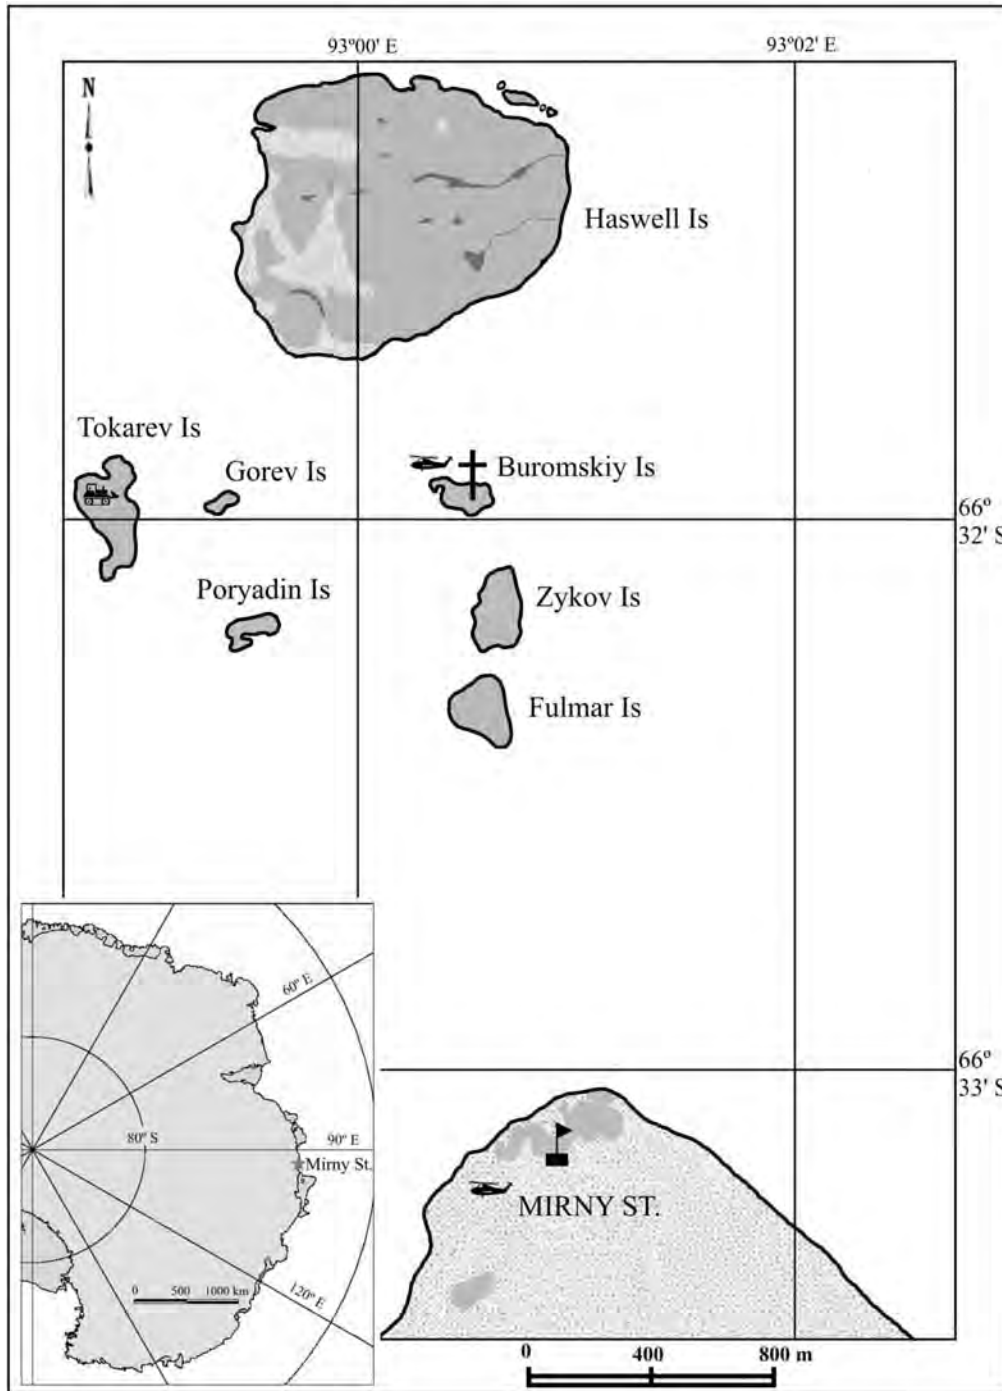 93º00' E
93º02' E
N
Haswell Is
Tokarev Is
Gorev Is
Buromskiy Is
66º
32' S
Poryadin Is
Zykov Is
Fulmar Is
66º
33' S
60º E
80º S
90º E
Mirny St.
120º E
0 500 1000 km
MIRNY ST.
0 400 800 m